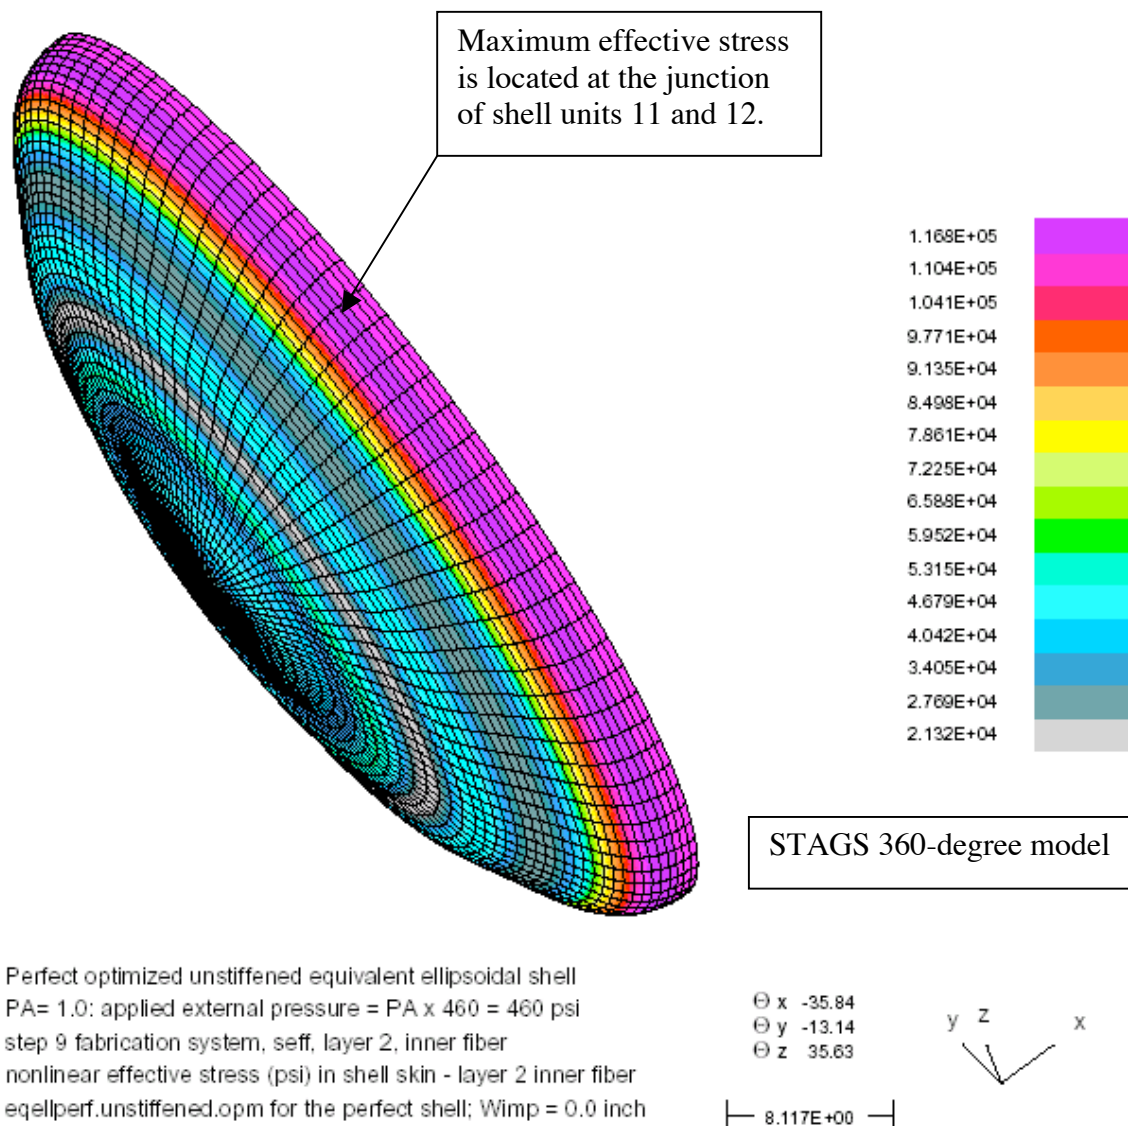 Maximum effective stress
is located at the junction
of shell units 11 and 12.
1.168E+05
1.104E+05
1.041E+05
9.771E+04
9.135E+04
8.498E+04
7.861E+04
7.225E+04
6.588E+04
5.952E+04
5.315E+04
4.679E+04
4.042E+04
3.405E+04
2.769E+04
2.132E+04
STAGS 360-degree model
Perfect optimized unstiffened equivalent ellipsoidal shell
PA= 1.0: applied external pressure = PA x 460 = 460 psi
step 9 fabrication system, seff, layer 2, inner fiber
nonlinear effective stress (psi) in shell skin - layer 2 inner fiber
eqellperf.unstiffened.opm for the perfect shell; Wimp = 0.0 inch
Θ x -35.84
Θ y -13.14
Θ z 35.63
y z x
8.117E+00